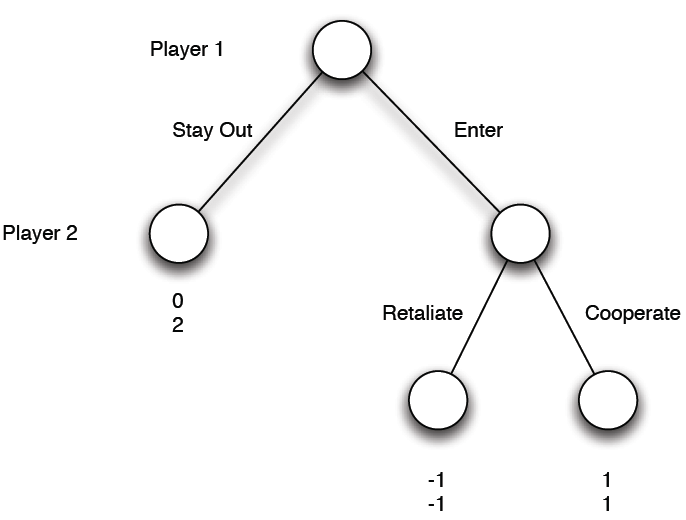 Player 1
Stay Out
Enter
Player 2
0
2
Retaliate
Cooperate
-1
-1
1
1